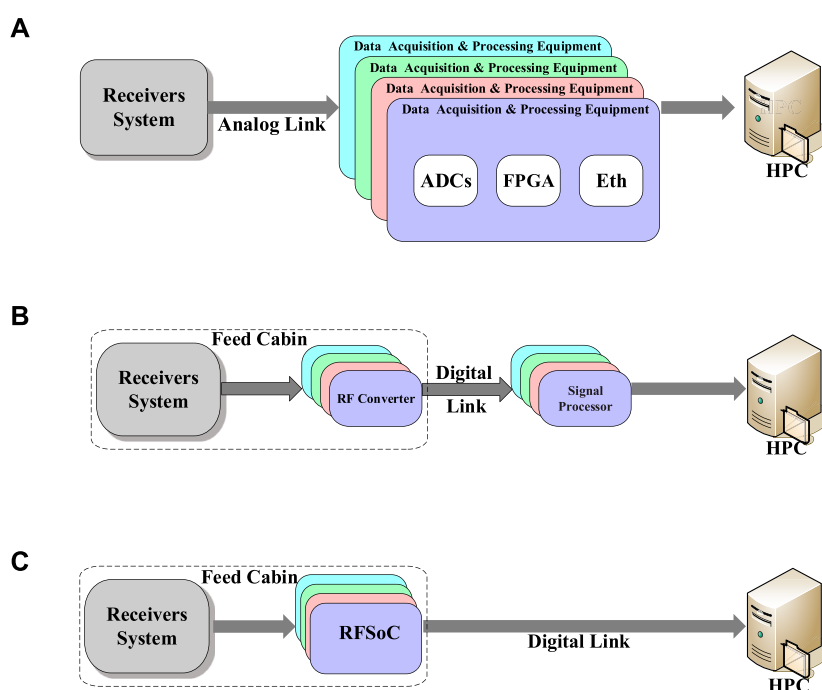 A
Receivers
System
Analog Link
Data Acquisition & Processing Equipment
Data Acquisition & Processing Equipment
Data Acquisition & Processing Equipment
Data Acquisition & Processing Equipment
ADCs
FPGA
Eth
HPC
HPC
B
Feed Cabin
Receivers
System
RF Converter
Digital
Link
Signal
Processor
HPC
C
Feed Cabin
Receivers
System
RFSoC
Digital Link
HPC